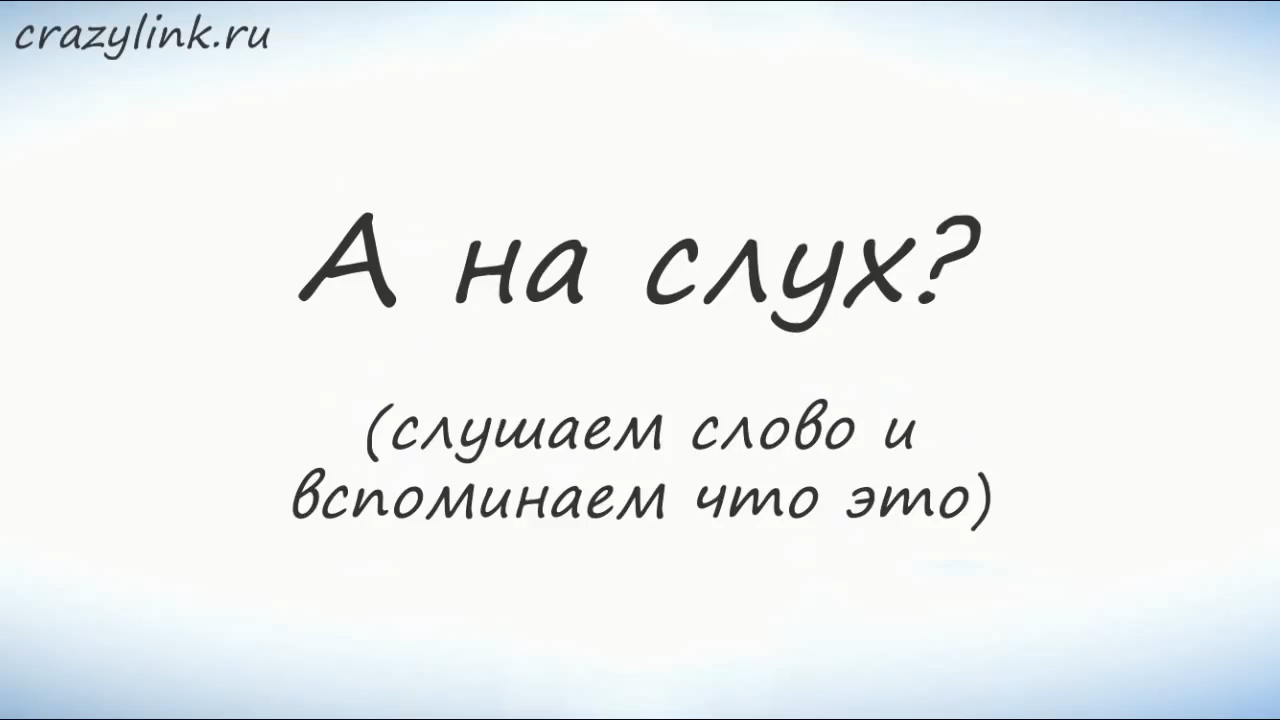 crazylink.ru
А на слух?
(слушаем слово и
вспоминаем что это)